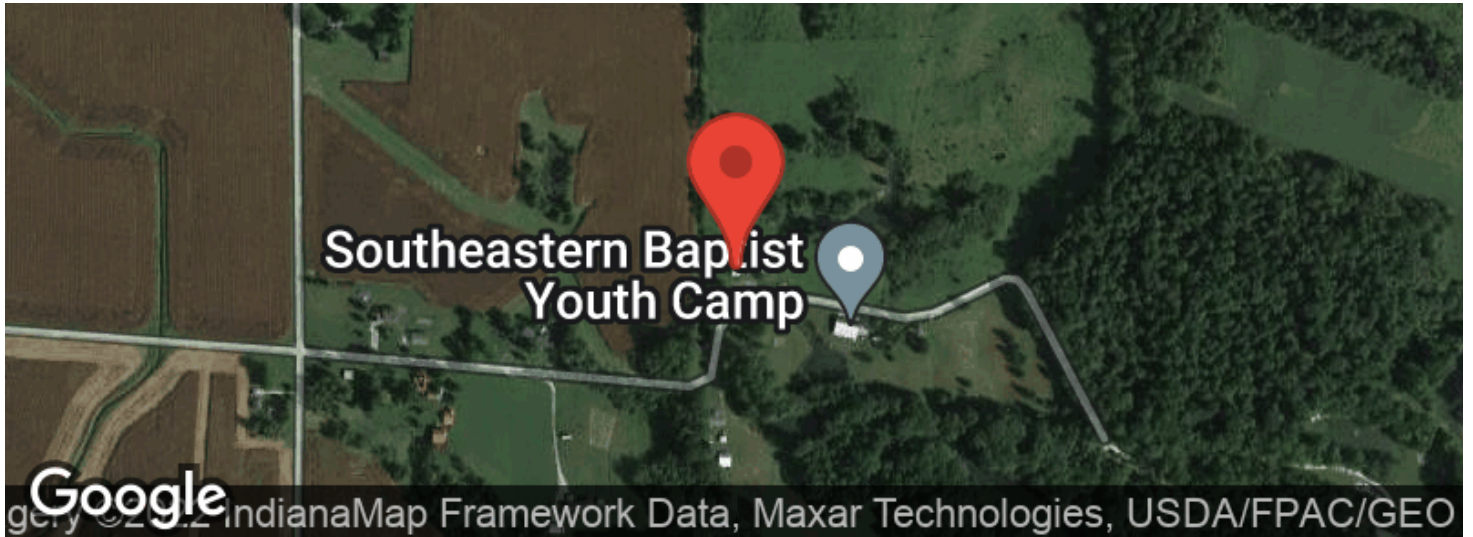 Southeastern Baptist
Youth Camp
Google
IndianaMap Framework Data, Maxar Technologies, USDA/FPAC/GEO